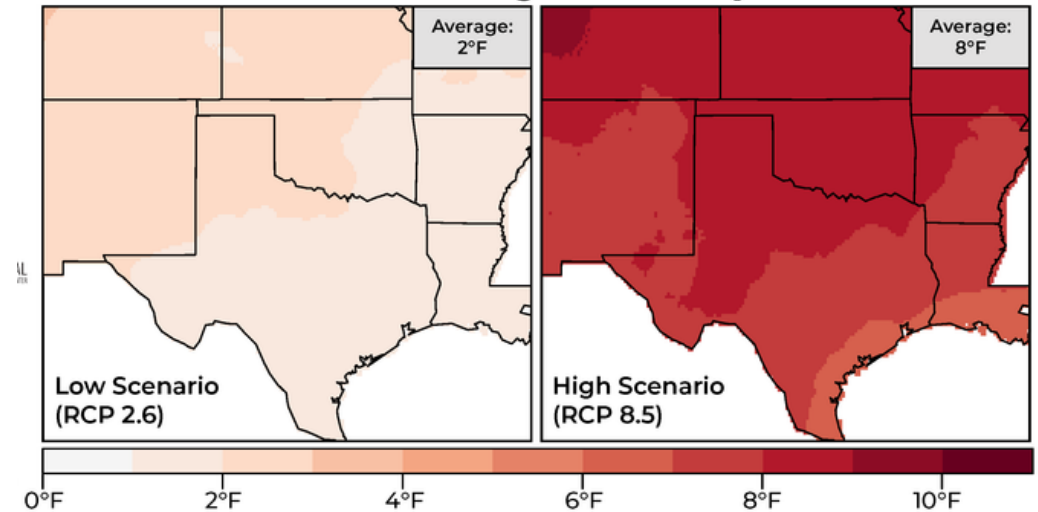 Average:
2°F
Average:
8°F
Low Scenario
(RCP 2.6)
High Scenario
(RCP 8.5)
0°F 2°F 4°F 6°F 8°F 10°F